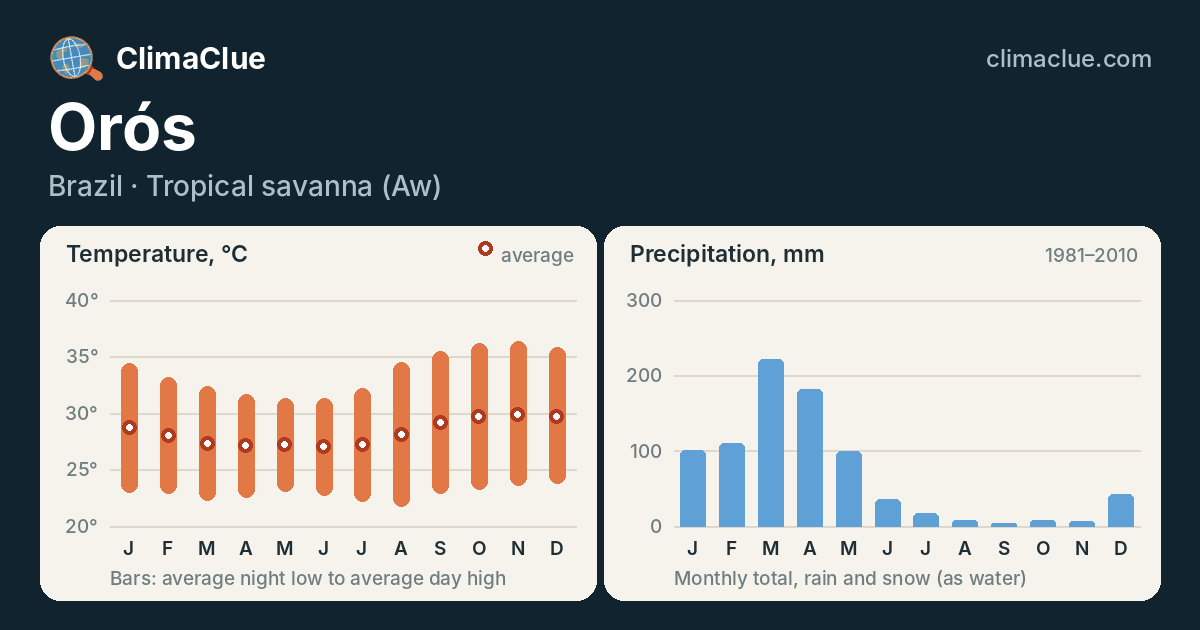 ClimaClue
climaclue.com
Orós
Brazil · Tropical savanna (Aw)
Temperature, °C
average
40°
35°
30°
25°
20°
J F M A M J J A S O N D
Bars: average night low to average day high
Precipitation, mm
1981–2010
300
200
100
0
J F M A M J J A S O N D
Monthly total, rain and snow (as water)